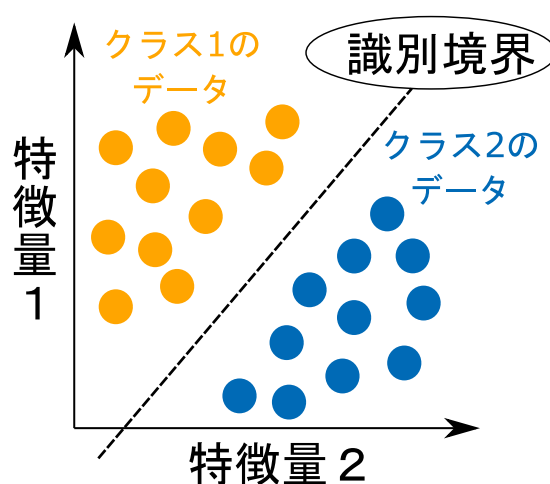 クラス1の
データ
識別境界
クラス2の
データ
特徴量1
特徴量2